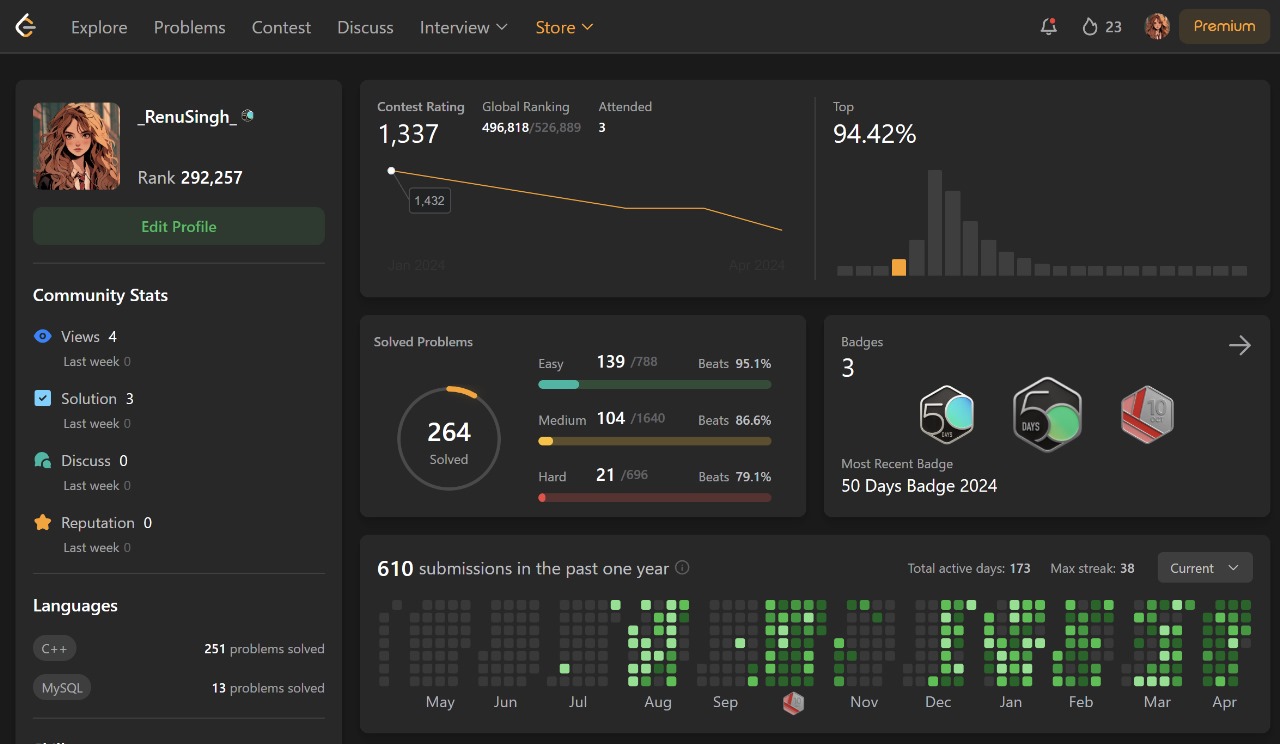 Explore Problems Contest Discuss Interview Store 23 Premium
_RenuSingh_
Rank 292,257
Edit Profile
Community Stats
Views 4
Last week 0
Solution 3
Last week 0
Discuss 0
Last week 0
Reputation 0
Last week 0
Languages
C++ 251 problems solved
MySQL 13 problems solved
Contest Rating Global Ranking Attended
1,337 496,818/526,889 3
1,432
Jan 2024 Apr 2024
Top
94.42%
Solved Problems
264
Solved
Easy 139 /788 Beats 95.1%
Medium 104 /1640 Beats 86.6%
Hard 21 /696 Beats 79.1%
Badges
3
50
DAYS
50
DAYS
10
OCT
Most Recent Badge
50 Days Badge 2024
610 submissions in the past one year Total active days: 173 Max streak: 38 Current
May Jun Jul Aug Sep Nov Dec Jan Feb Mar Apr